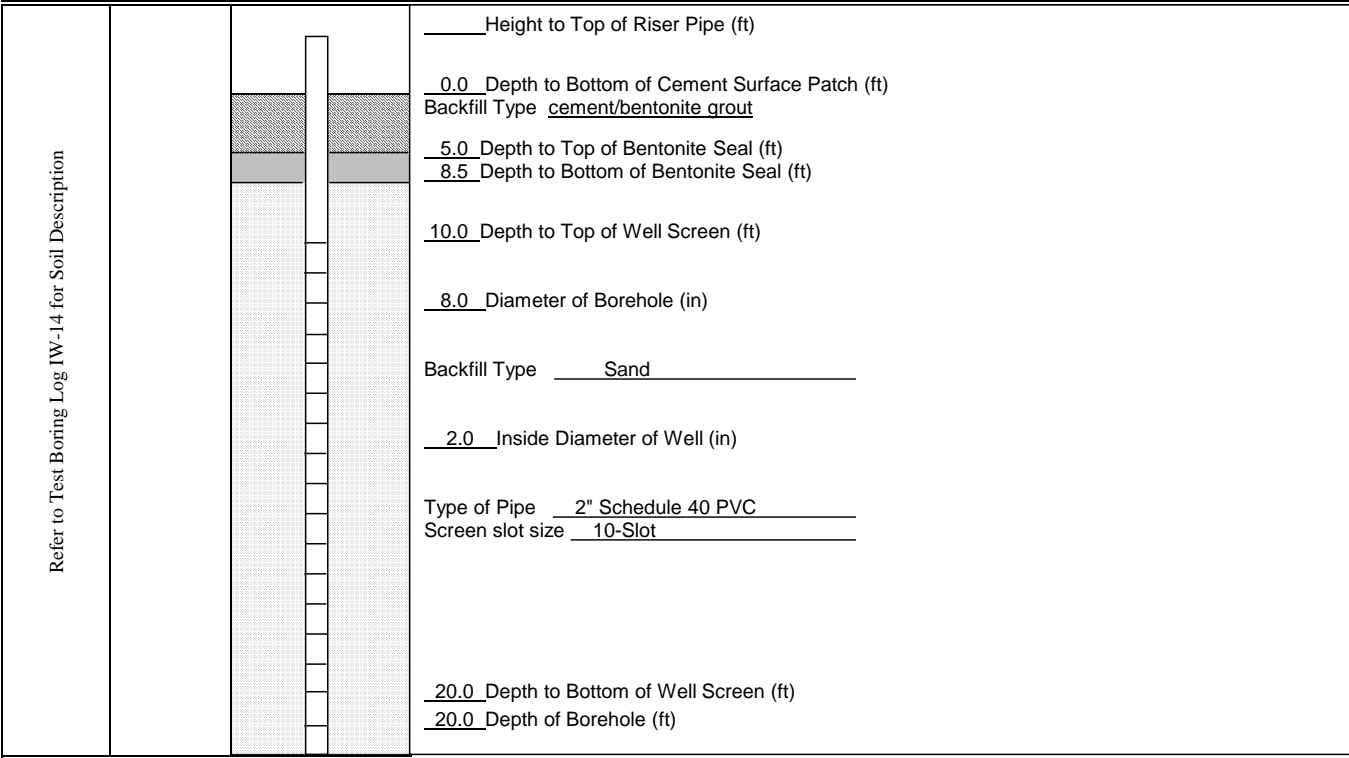 Refer to Test Boring Log IW-14 for Soil Description
Height to Top of Riser Pipe (ft)
0.0 Depth to Bottom of Cement Surface Patch (ft)
Backfill Type cement/bentonite grout
5.0 Depth to Top of Bentonite Seal (ft)
8.5 Depth to Bottom of Bentonite Seal (ft)
10.0 Depth to Top of Well Screen (ft)
8.0 Diameter of Borehole (in)
Backfill Type Sand
2.0 Inside Diameter of Well (in)
Type of Pipe 2" Schedule 40 PVC
Screen slot size 10-Slot
20.0 Depth to Bottom of Well Screen (ft)
20.0 Depth of Borehole (ft)